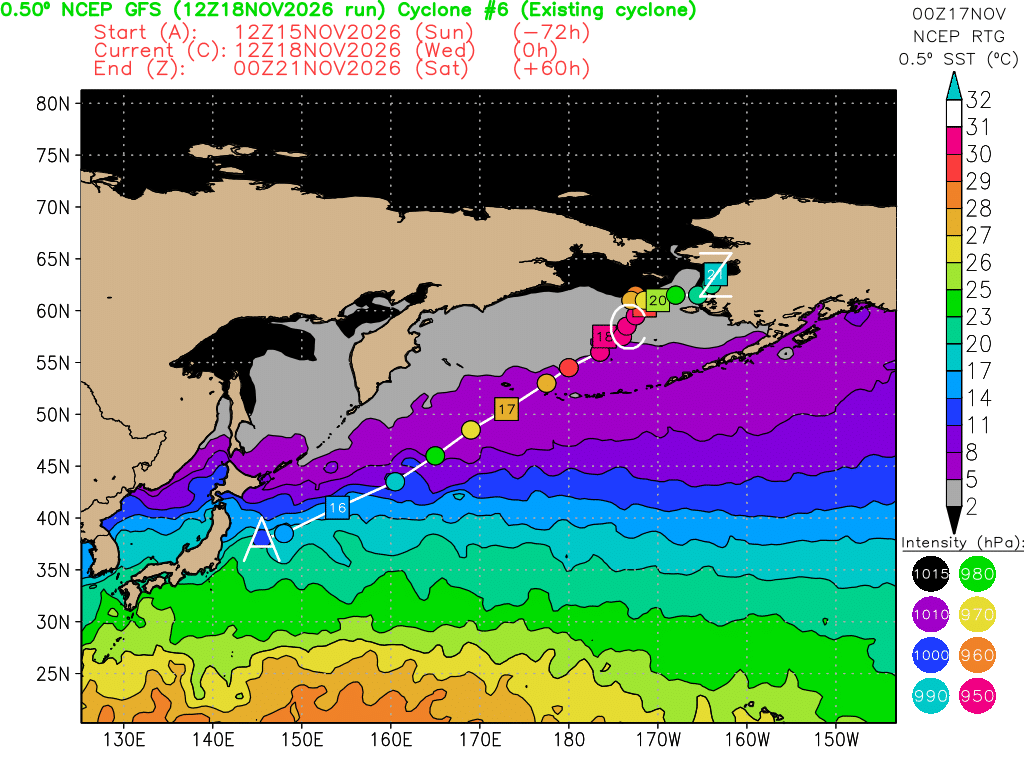 0.50º NCEP GFS (12Z18NOV2026 run) Cyclone #6 (Existing cyclone)
Start (A): 12Z15NOV2026 (Sun) (−72h)
Current (C): 12Z18NOV2026 (Wed) (0h)
End (Z): 00Z21NOV2026 (Sat) (+60h)
00Z17NOV
NCEP RTG
0.5º SST (ºC)
32
31
30
29
28
27
26
25
23
20
17
14
11
8
5
2
80N
75N
70N
65N
60N
55N
50N
45N
40N
35N
30N
25N
130E
140E
150E
160E
170E
180
170W
160W
150W
A
16
17
18
C
20
21
Z
Intensity (hPa):
1015
980
1010
970
1000
960
990
950